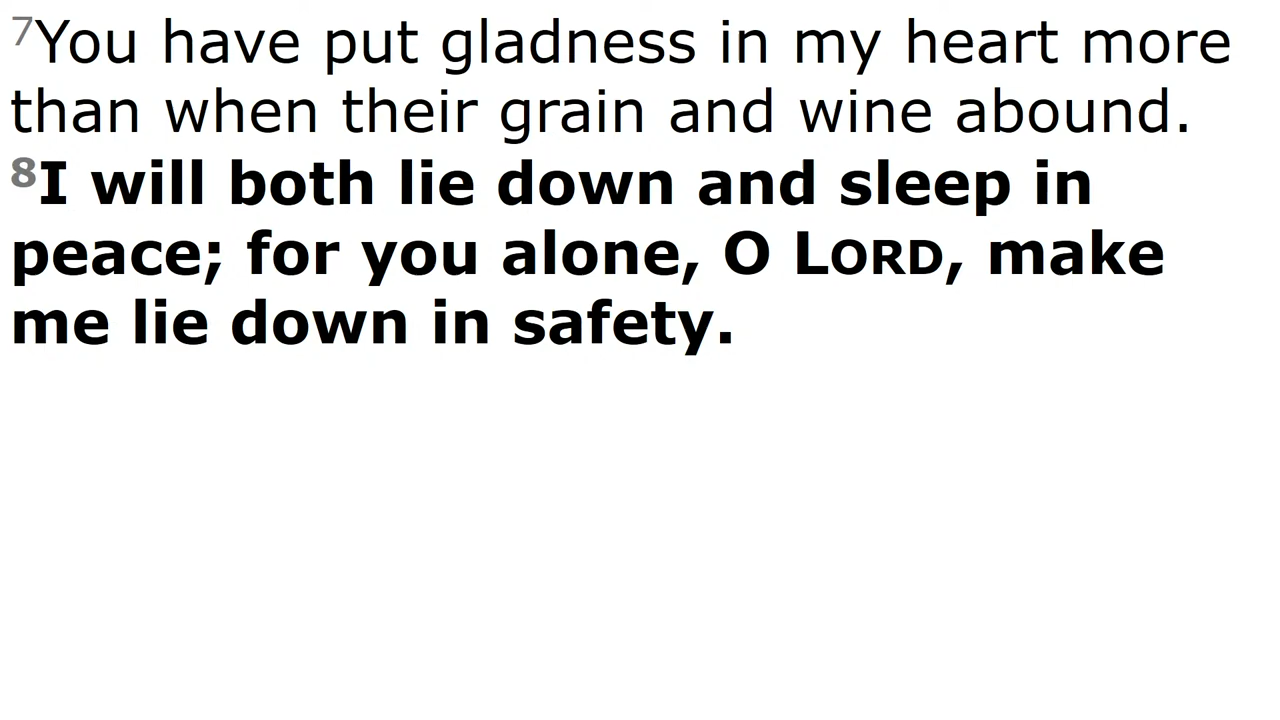 7You have put gladness in my heart more
than when their grain and wine abound.
8I will both lie down and sleep in
peace; for you alone, O LORD, make
me lie down in safety.